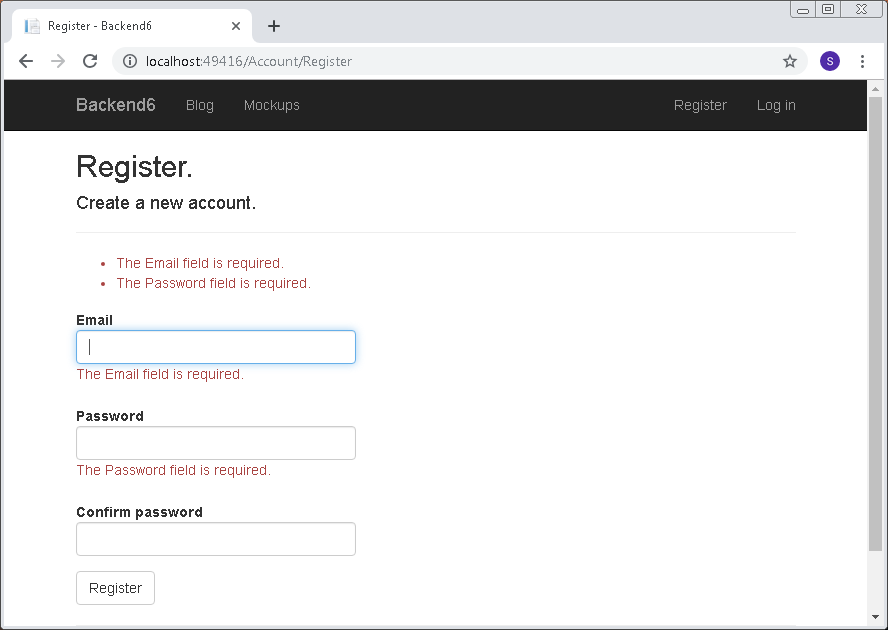 Register - Backend6
localhost:49416/Account/Register
S
Backend6 Blog Mockups Register Log in
Register.
Create a new account.
The Email field is required.
The Password field is required.
Email
The Email field is required.
Password
The Password field is required.
Confirm password
Register